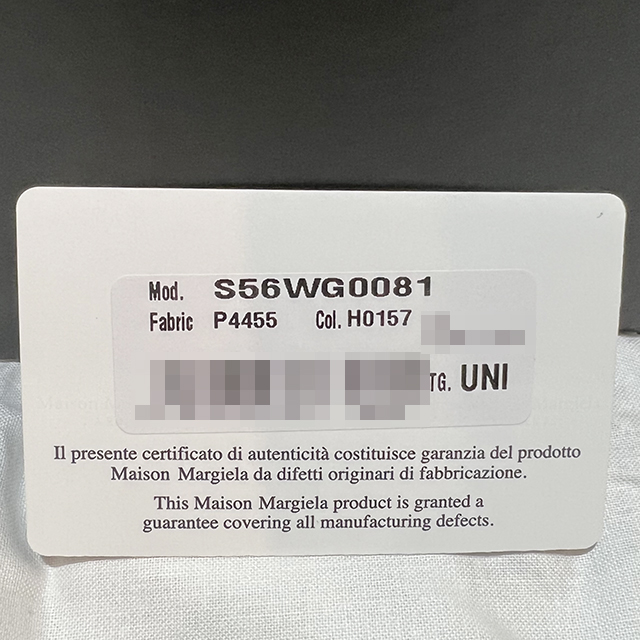 Mod. S56WG0081
Fabric P4455 Col. H0157
TG. UNI
Il presente certificato di autenticità costituisce garanzia del prodotto
Maison Margiela da difetti originari di fabbricazione.
This Maison Margiela product is granted a
guarantee covering all manufacturing defects.